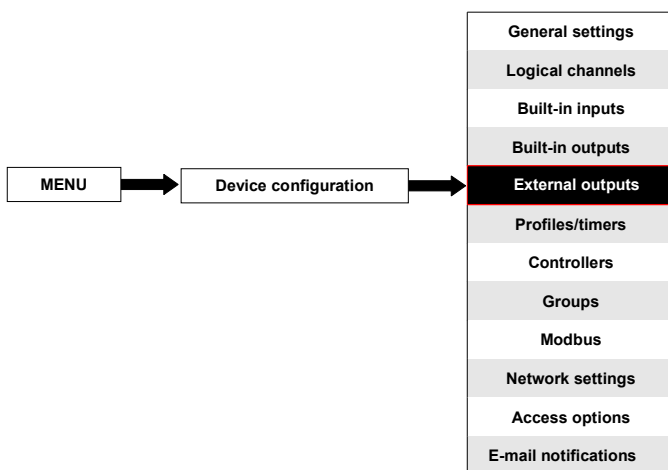 General settings
Logical channels
Built-in inputs
Built-in outputs
MENU
Device configuration
External outputs
Profiles/timers
Controllers
Groups
Modbus
Network settings
Access options
E-mail notifications